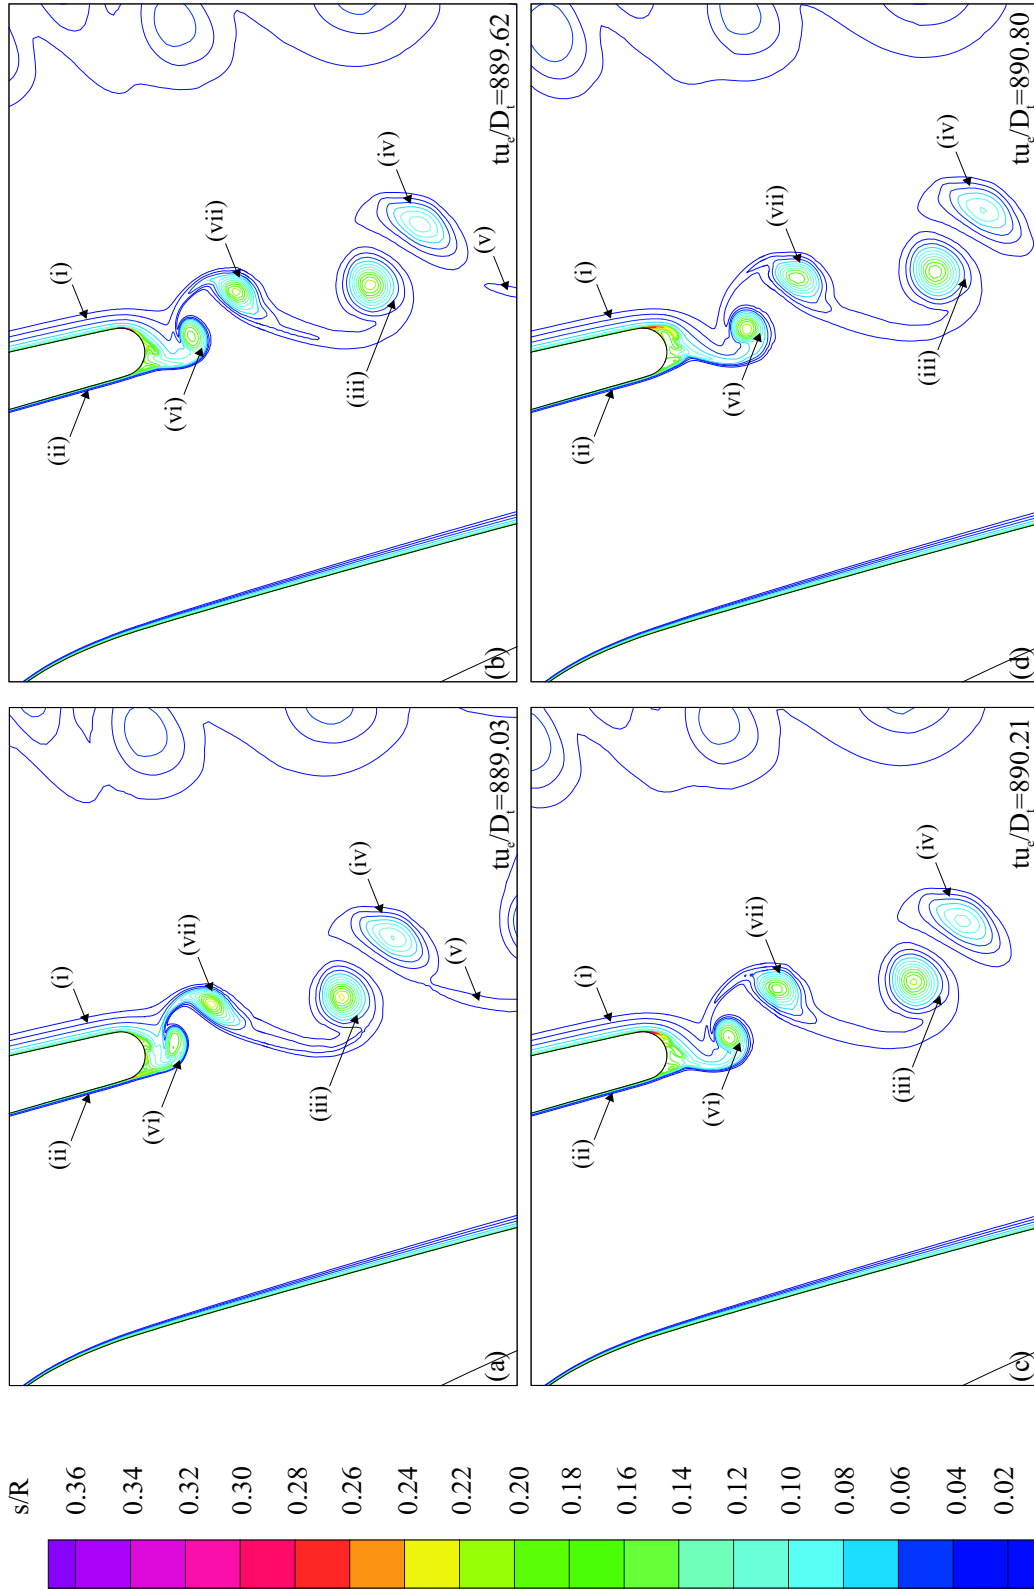 s/R
0.36
0.34
0.32
0.30
0.28
0.26
0.24
0.22
0.20
0.18
0.16
0.14
0.12
0.10
0.08
0.06
0.04
0.02
(a)
(i)
(ii)
(vi)
(vii)
(iii)
(iv)
(v)
tu_e/D_t=889.03
(b)
(i)
(ii)
(vi)
(vii)
(iii)
(iv)
(v)
tu_e/D_t=889.62
(c)
(i)
(ii)
(vi)
(vii)
(iii)
(iv)
tu_e/D_t=890.21
(d)
(i)
(ii)
(vi)
(vii)
(iii)
(iv)
tu_e/D_t=890.80